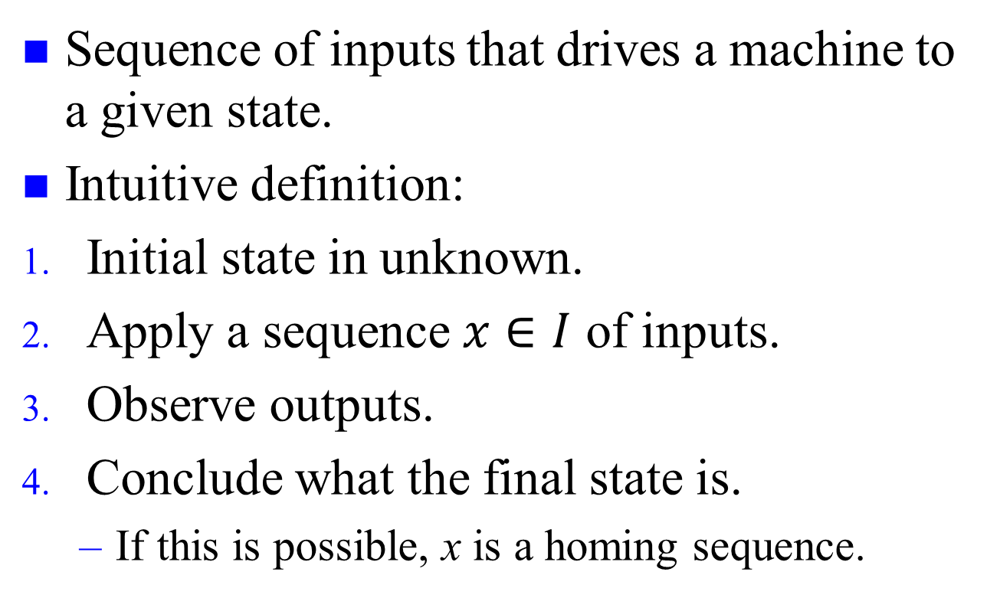 ■ Sequence of inputs that drives a machine to
a given state.
■ Intuitive definition:
1. Initial state in unknown.
2. Apply a sequence x ∈ I of inputs.
3. Observe outputs.
4. Conclude what the final state is.
– If this is possible, x is a homing sequence.